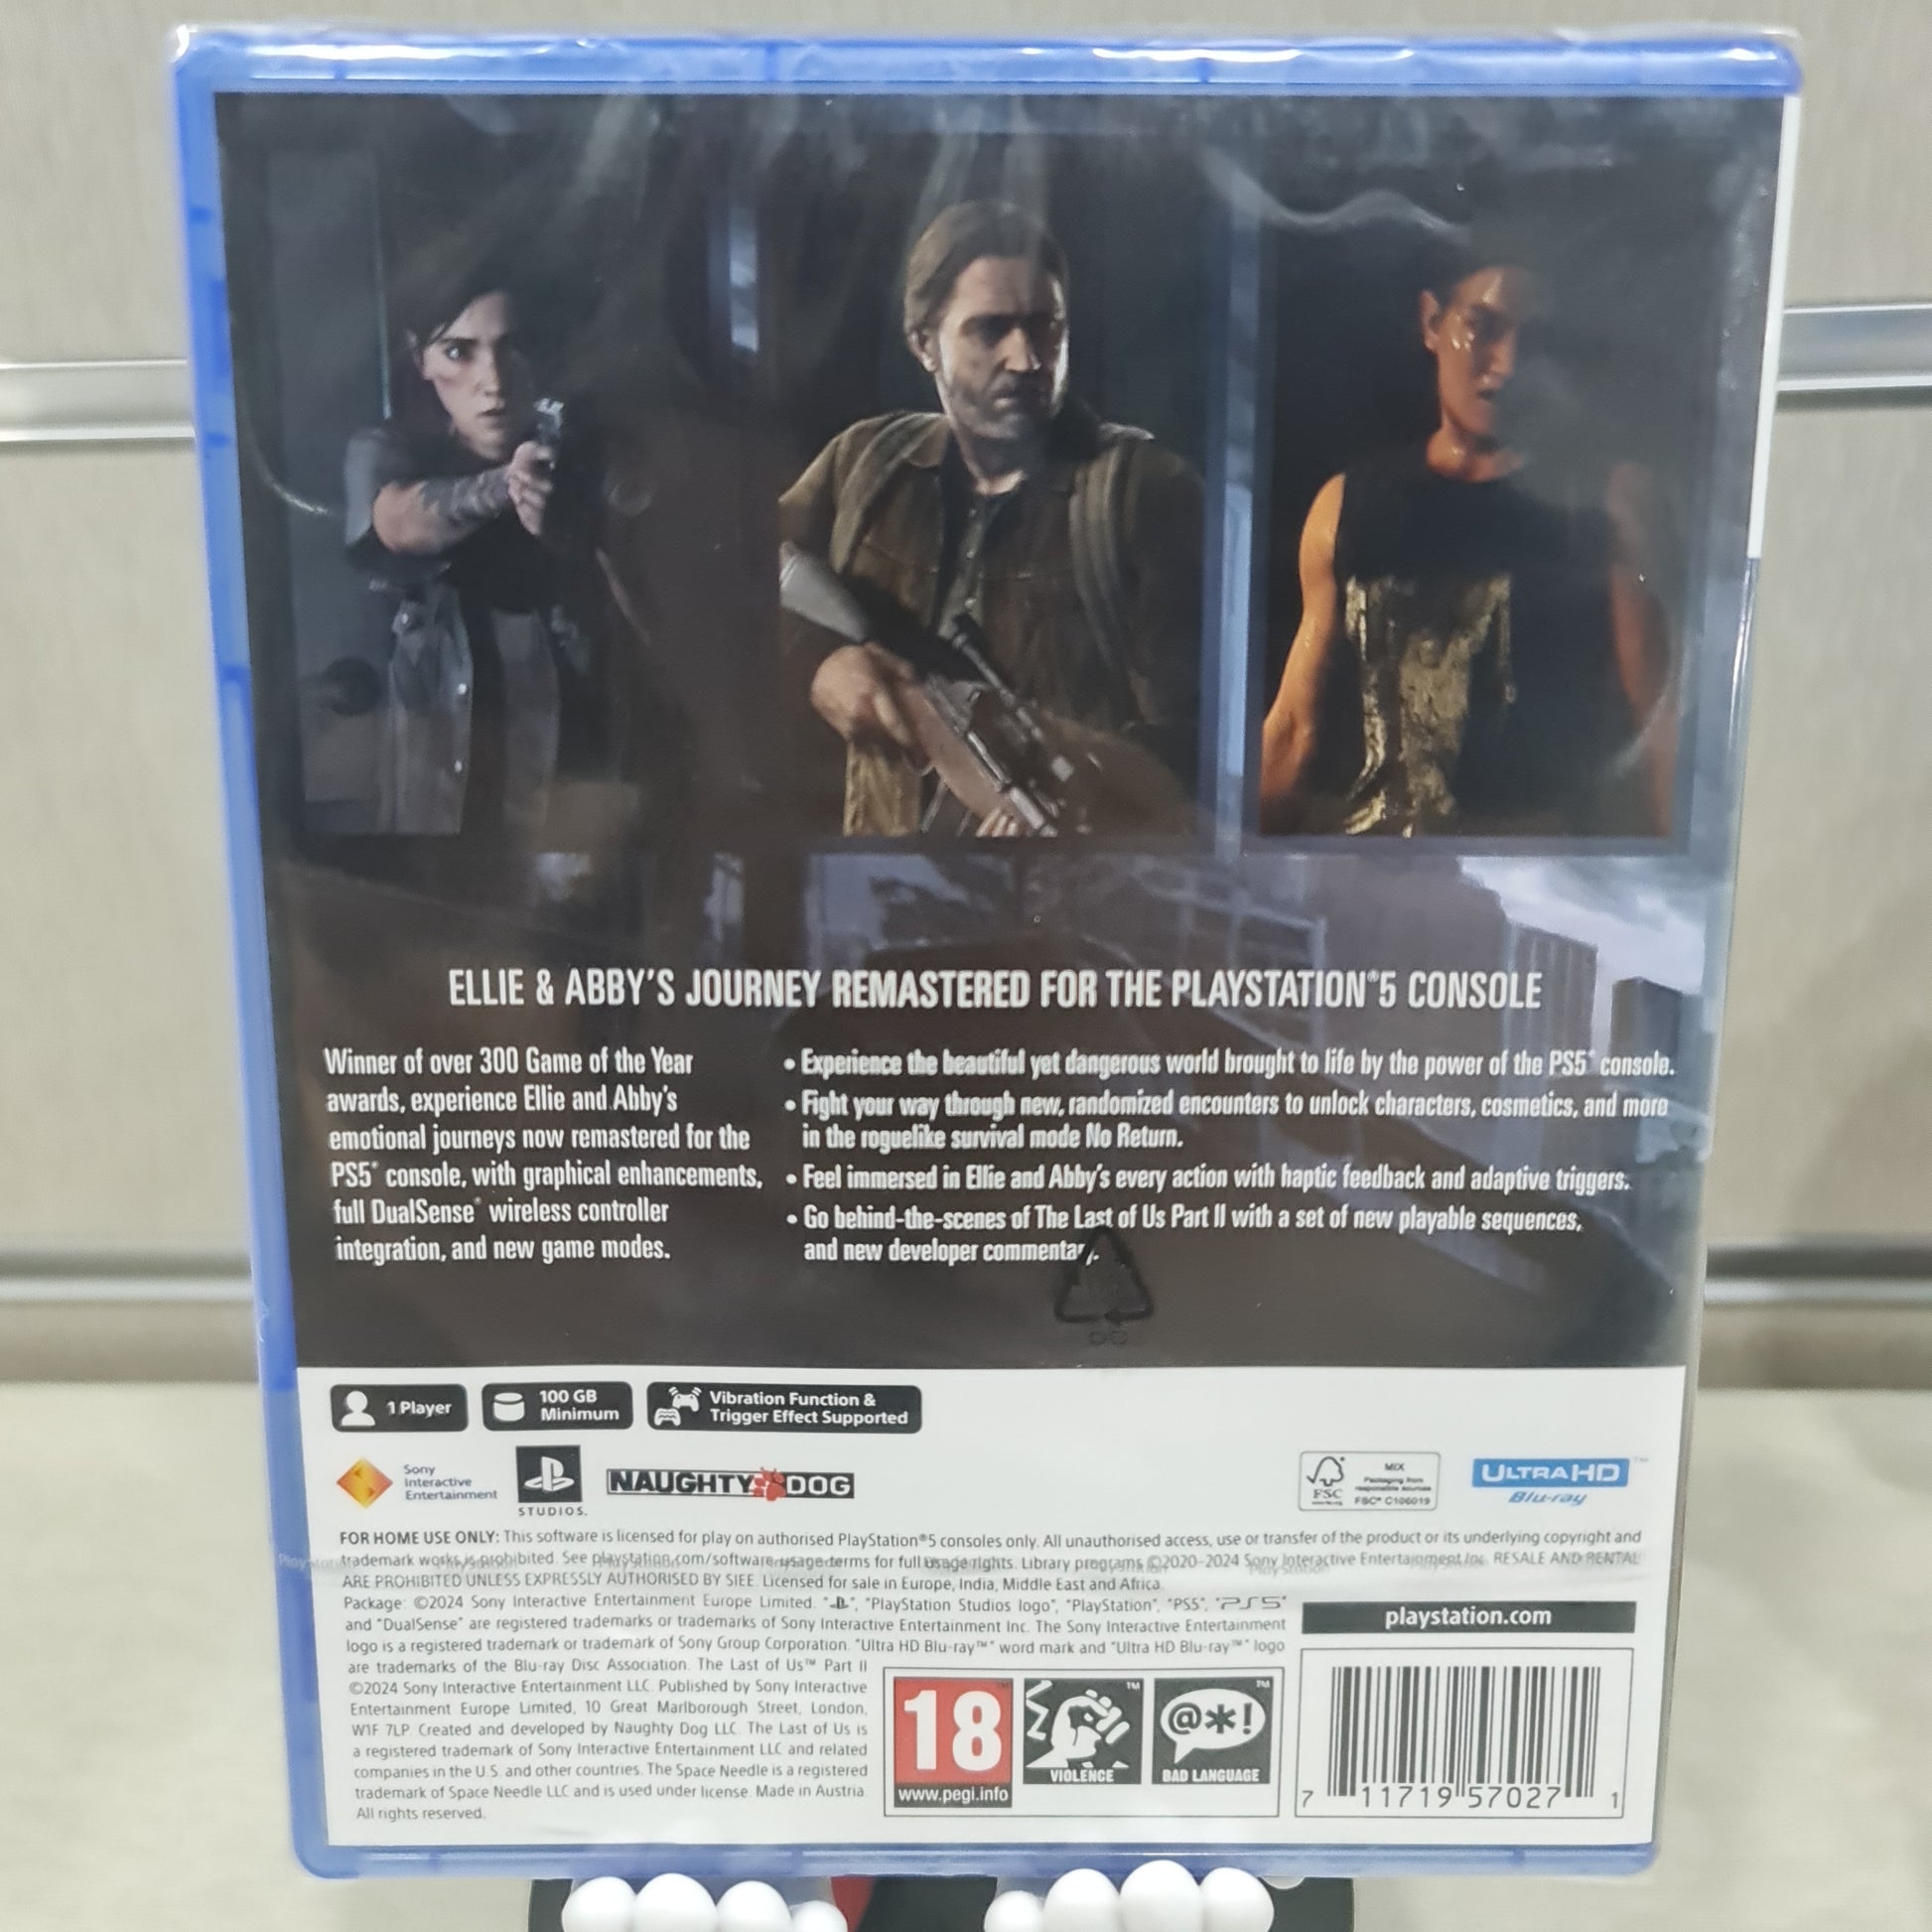 ELLIE & ABBY'S JOURNEY REMASTERED FOR THE PLAYSTATION®5 CONSOLE
Winner of over 300 Game of the Year
awards, experience Ellie and Abby's
emotional journeys now remastered for the
PS5® console, with graphical enhancements,
full DualSense® wireless controller
integration, and new game modes.
• Experience the beautiful yet dangerous world brought to life by the power of the PS5® console.
• Fight your way through new, randomized encounters to unlock characters, cosmetics, and more
in the roguelike survival mode No Return.
• Feel immersed in Ellie and Abby's every action with haptic feedback and adaptive triggers.
• Go behind-the-scenes of The Last of Us Part II with a set of new playable sequences,
and new developer commentary.
1 Player
100 GB
Minimum
Vibration Function &
Trigger Effect Supported
Sony
Interactive
Entertainment
STUDIOS.
NAUGHTY DOG
FSC
MIX
Packaging from
responsible sources
FSC® C106019
ULTRA HD
Blu-ray™
FOR HOME USE ONLY: This software is licensed for play on authorised PlayStation®5 consoles only. All unauthorised access, use or transfer of the product or its underlying copyright and
trademark works is prohibited. See playstation.com/software-usage-terms for full usage rights. Library programs ©2020-2024 Sony Interactive Entertainment Inc. RESALE AND RENTAL
ARE PROHIBITED UNLESS EXPRESSLY AUTHORISED BY SIEE. Licensed for sale in Europe, India, Middle East and Africa.
Package: ©2024 Sony Interactive Entertainment Europe Limited. "", "PlayStation Studios logo", "PlayStation", "PS5", "PS5"
and "DualSense" are registered trademarks or trademarks of Sony Interactive Entertainment Inc. The Sony Interactive Entertainment
logo is a registered trademark or trademark of Sony Group Corporation. "Ultra HD Blu-ray™" word mark and "Ultra HD Blu-ray™" logo
are trademarks of the Blu-ray Disc Association. The Last of Us™ Part II
©2024 Sony Interactive Entertainment LLC. Published by Sony Interactive
Entertainment Europe Limited, 10 Great Marlborough Street, London,
W1F 7LP. Created and developed by Naughty Dog LLC. The Last of Us is
a registered trademark of Sony Interactive Entertainment LLC and related
companies in the U.S. and other countries. The Space Needle is a registered
trademark of Space Needle LLC and is used under license. Made in Austria.
All rights reserved.
playstation.com
18
www.pegi.info
VIOLENCE
@*!
BAD LANGUAGE
7 11719 57027 1